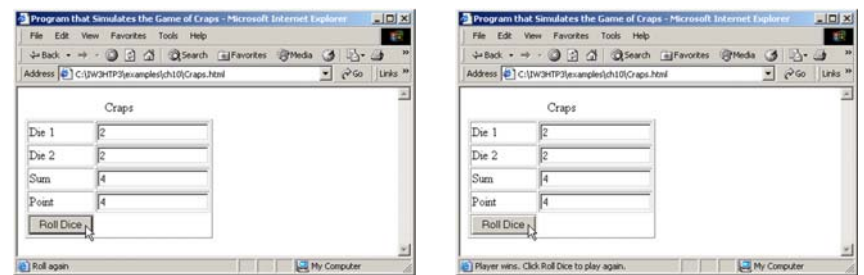 Program that Simulates the Game of Craps - Microsoft Internet Explorer
File Edit View Favorites Tools Help
Back Search Favorites Media »
Address C:\IW3HTP3\examples\ch10\Craps.html Go Links »
Craps
Die 1 2
Die 2 2
Sum 4
Point 4
Roll Dice
Roll again My Computer
Program that Simulates the Game of Craps - Microsoft Internet Explorer
File Edit View Favorites Tools Help
Back Search Favorites Media »
Address C:\IW3HTP3\examples\ch10\Craps.html Go Links »
Craps
Die 1 2
Die 2 2
Sum 4
Point 4
Roll Dice
Player wins. Click Roll Dice to play again. My Computer